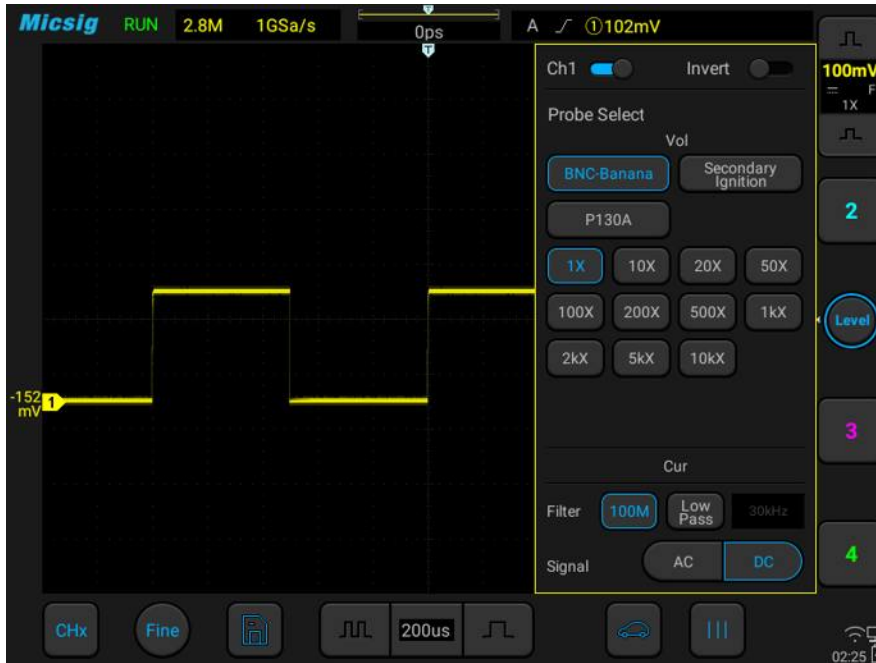 Micsig RUN 2.8M 1GSa/s 0ps A ①102mV
T
T
Ch1 Invert
100mV
F
1X
Probe Select
Vol
BNC-Banana Secondary Ignition
P130A
2
1X 10X 20X 50X
100X 200X 500X 1kX
Level
2kX 5kX 10kX
-152
mV
1
3
Cur
Filter 100M Low Pass 30kHz
Signal AC DC
4
CHx Fine 200us
02:25